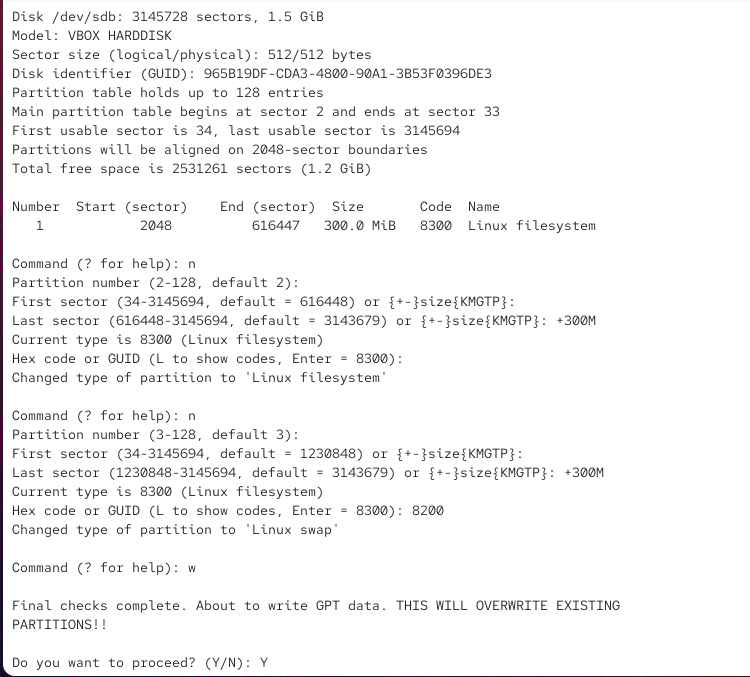 Disk /dev/sdb: 3145728 sectors, 1.5 GiB
Model: VBOX HARDDISK
Sector size (logical/physical): 512/512 bytes
Disk identifier (GUID): 965B19DF-CDA3-4800-90A1-3B53F0396DE3
Partition table holds up to 128 entries
Main partition table begins at sector 2 and ends at sector 33
First usable sector is 34, last usable sector is 3145694
Partitions will be aligned on 2048-sector boundaries
Total free space is 2531261 sectors (1.2 GiB)

Number  Start (sector)    End (sector)  Size       Code  Name
   1            2048          616447   300.0 MiB   8300  Linux filesystem

Command (? for help): n
Partition number (2-128, default 2):
First sector (34-3145694, default = 616448) or {+-}size{KMGTP}:
Last sector (616448-3145694, default = 3143679) or {+-}size{KMGTP}: +300M
Current type is 8300 (Linux filesystem)
Hex code or GUID (L to show codes, Enter = 8300):
Changed type of partition to 'Linux filesystem'

Command (? for help): n
Partition number (3-128, default 3):
First sector (34-3145694, default = 1230848) or {+-}size{KMGTP}:
Last sector (1230848-3145694, default = 3143679) or {+-}size{KMGTP}: +300M
Current type is 8300 (Linux filesystem)
Hex code or GUID (L to show codes, Enter = 8300): 8200
Changed type of partition to 'Linux swap'

Command (? for help): w

Final checks complete. About to write GPT data. THIS WILL OVERWRITE EXISTING
PARTITIONS!!

Do you want to proceed? (Y/N): Y